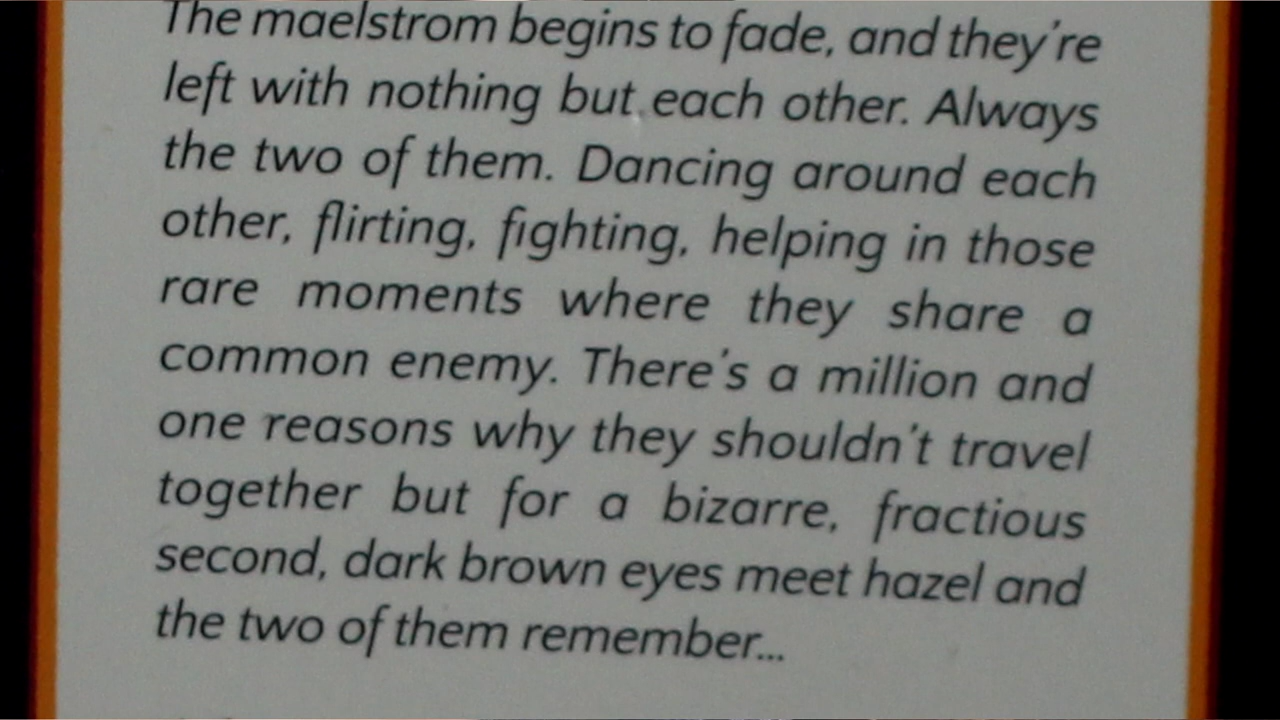 The maelstrom begins to fade, and they're
left with nothing but each other. Always
the two of them. Dancing around each
other, flirting, fighting, helping in those
rare moments where they share a
common enemy. There's a million and
one reasons why they shouldn't travel
together but for a bizarre, fractious
second, dark brown eyes meet hazel and
the two of them remember...